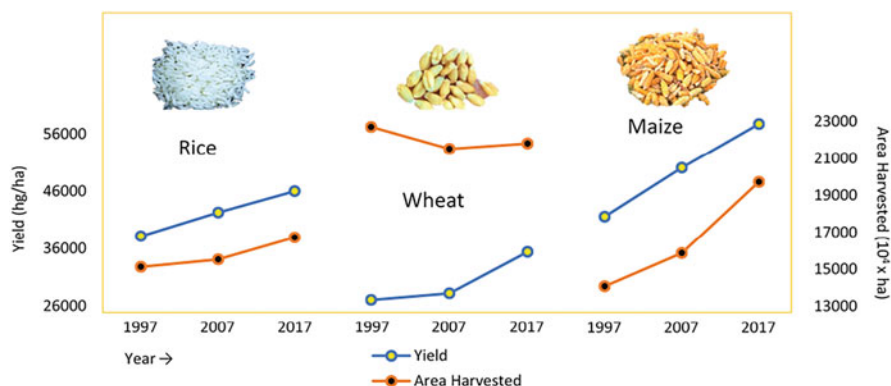 Yield (hg/ha)
56000
46000
36000
26000
Rice
Wheat
Maize
23000
21000
19000
17000
15000
13000
Area Harvested (10⁴ x ha)
1997 2007 2017 1997 2007 2017 1997 2007 2017
Year →
Yield
Area Harvested